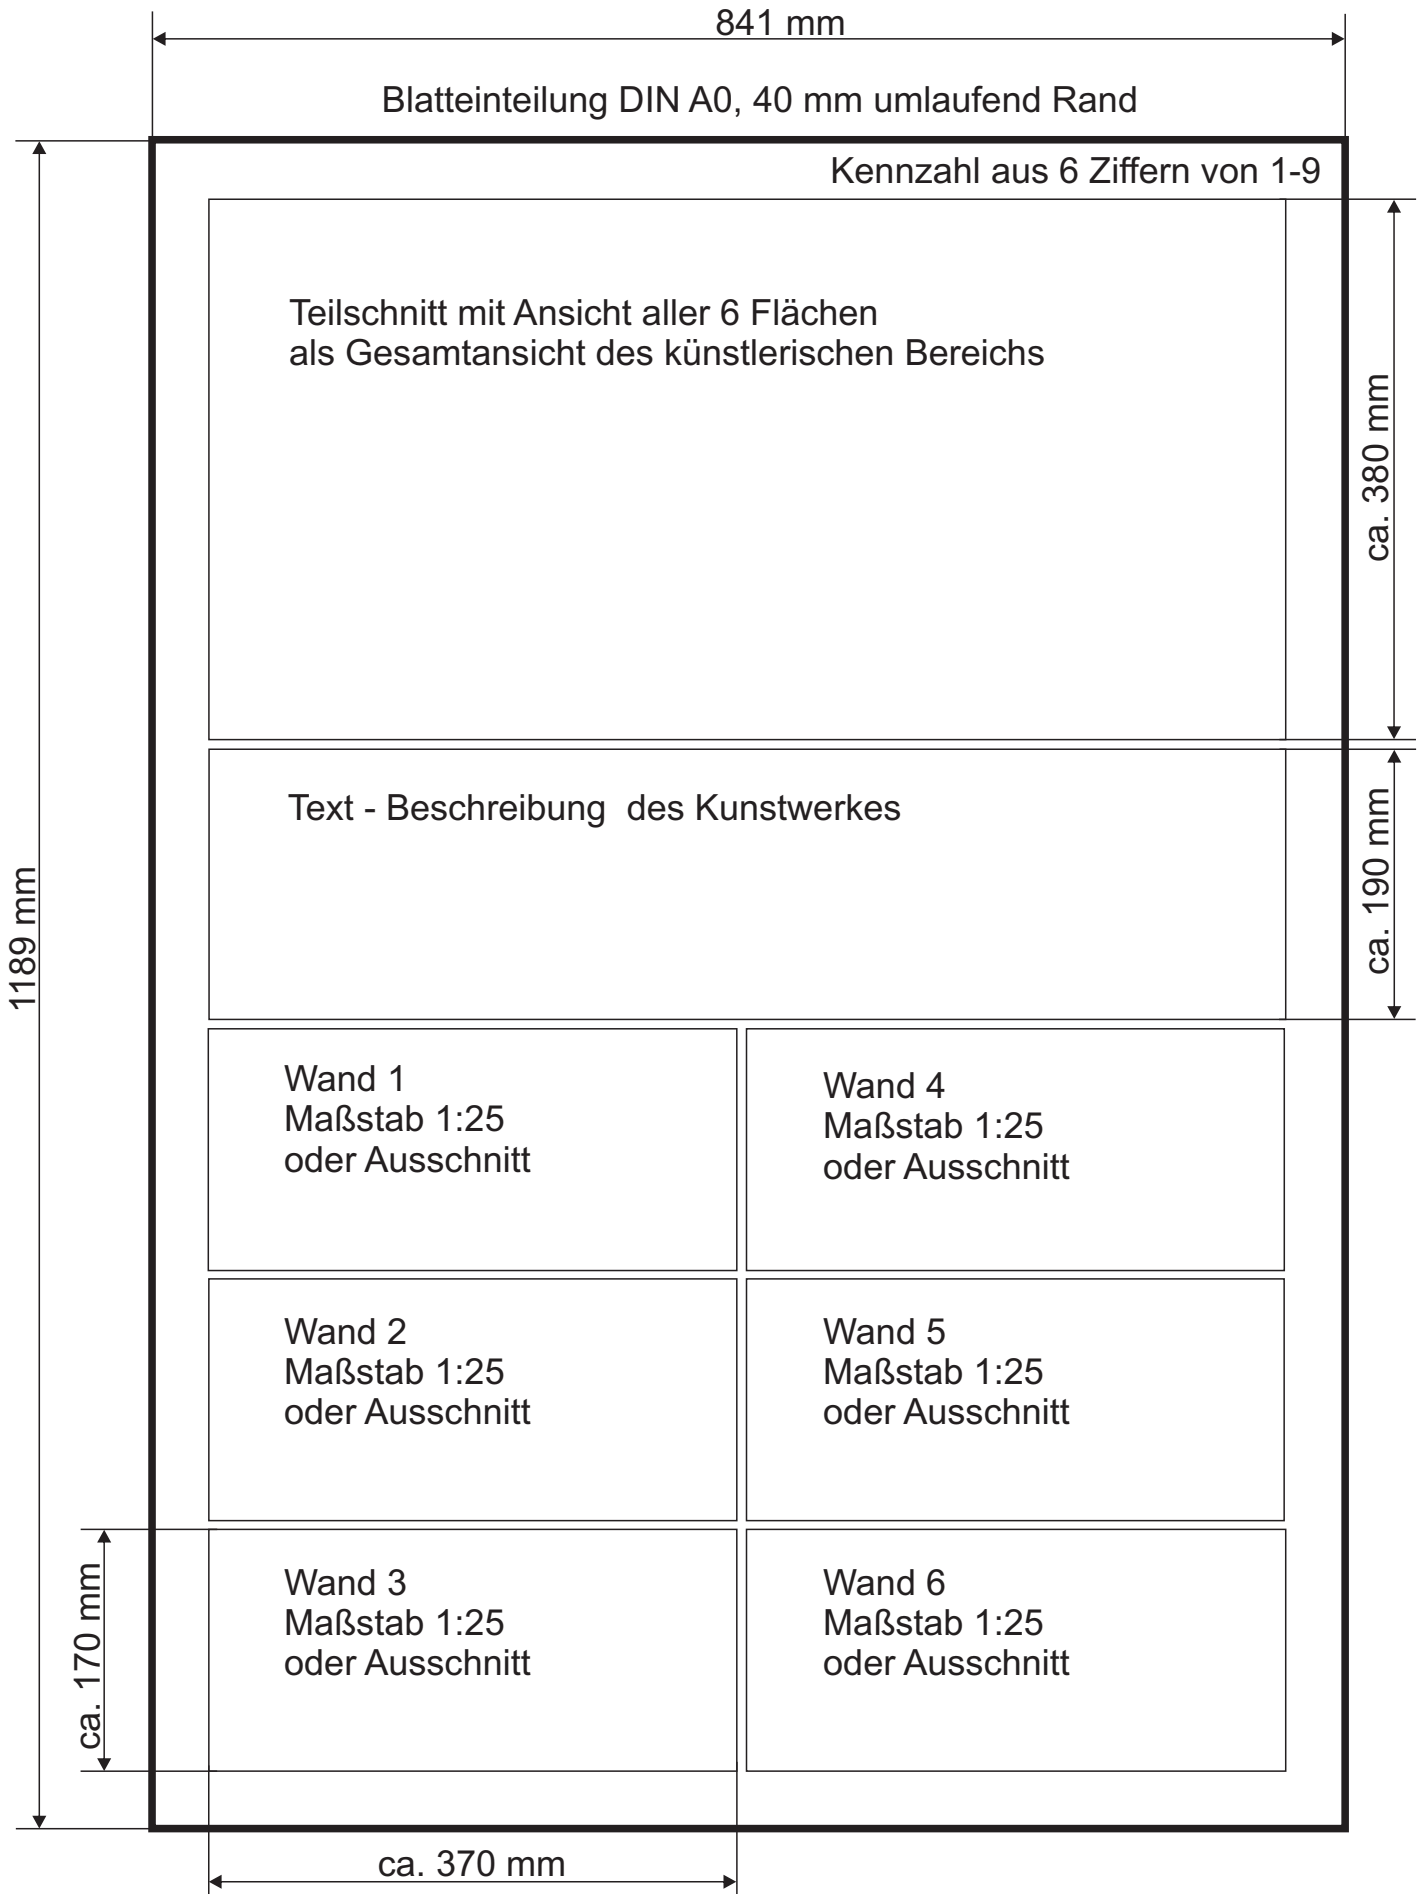 841 mm
Blatteinteilung DIN A0, 40 mm umlaufend Rand
Kennzahl aus 6 Ziffern von 1-9
Teilschnitt mit Ansicht aller 6 Flächen
als Gesamtansicht des künstlerischen Bereichs
ca. 380 mm
Text - Beschreibung  des Kunstwerkes
ca. 190 mm
1189 mm
Wand 1
Maßstab 1:25
oder Ausschnitt
Wand 4
Maßstab 1:25
oder Ausschnitt
Wand 2
Maßstab 1:25
oder Ausschnitt
Wand 5
Maßstab 1:25
oder Ausschnitt
Wand 3
Maßstab 1:25
oder Ausschnitt
Wand 6
Maßstab 1:25
oder Ausschnitt
ca. 170 mm
ca. 370 mm